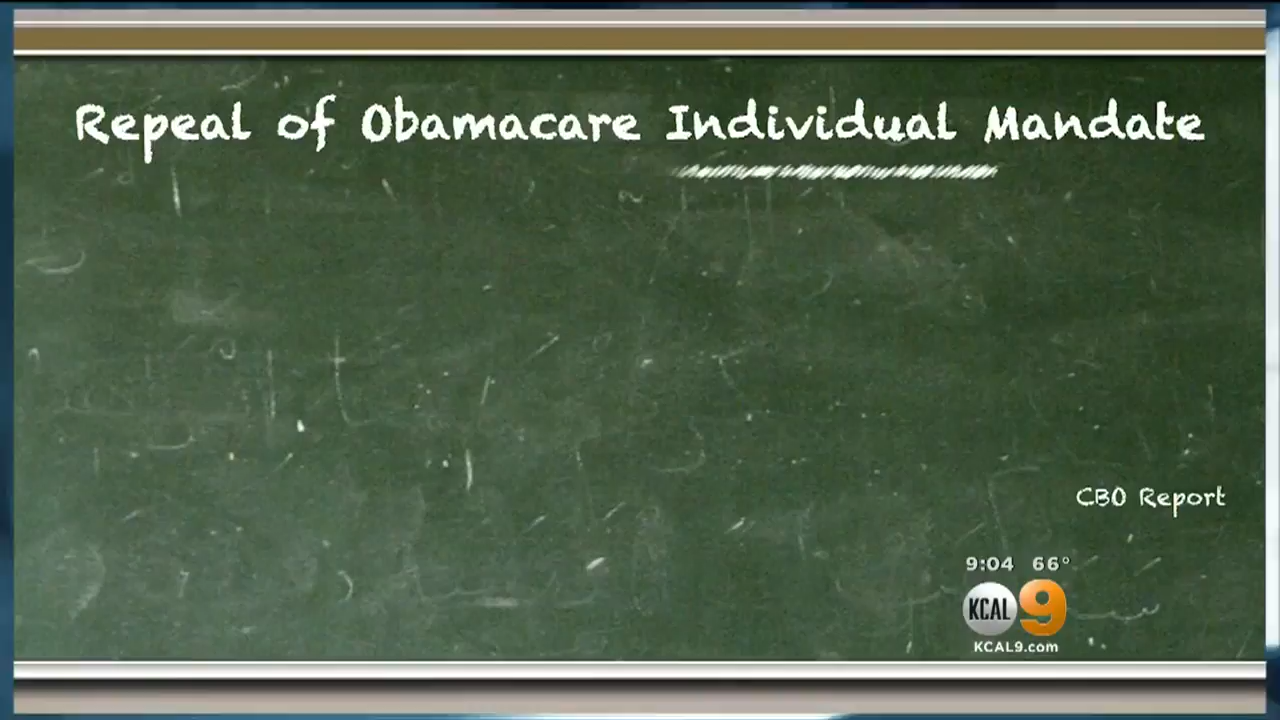 Repeal of Obamacare Individual Mandate
CBO Report
9:04 66°
KCAL 9
KCAL9.com